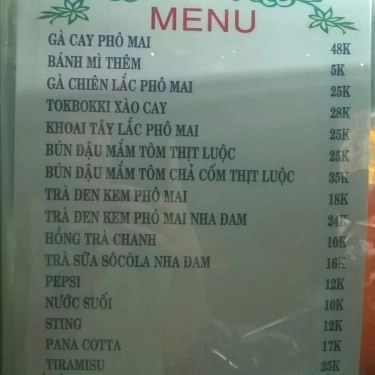 MENU
GÀ CAY PHÔ MAI 48K
BÁNH MÌ THÊM 5K
GÀ CHIÊN LẮC PHÔ MAI 25K
TOKBOKKI XÀO CAY 28K
KHOAI TÂY LẮC PHÔ MAI 25K
BÚN ĐẬU MẮM TÔM THỊT LUỘC 25K
BÚN ĐẬU MẮM TÔM CHẢ CỐM THỊT LUỘC 35K
TRÀ ĐEN KEM PHÔ MAI 18K
TRÀ ĐEN KEM PHÔ MAI NHA ĐAM 24K
HỒNG TRÀ CHANH 10K
TRÀ SỮA SÔCÔLA NHA ĐAM 16K
PEPSI 12K
NƯỚC SUỐI 10K
STING 12K
PANA COTTA 17K
TIRAMISU 25K